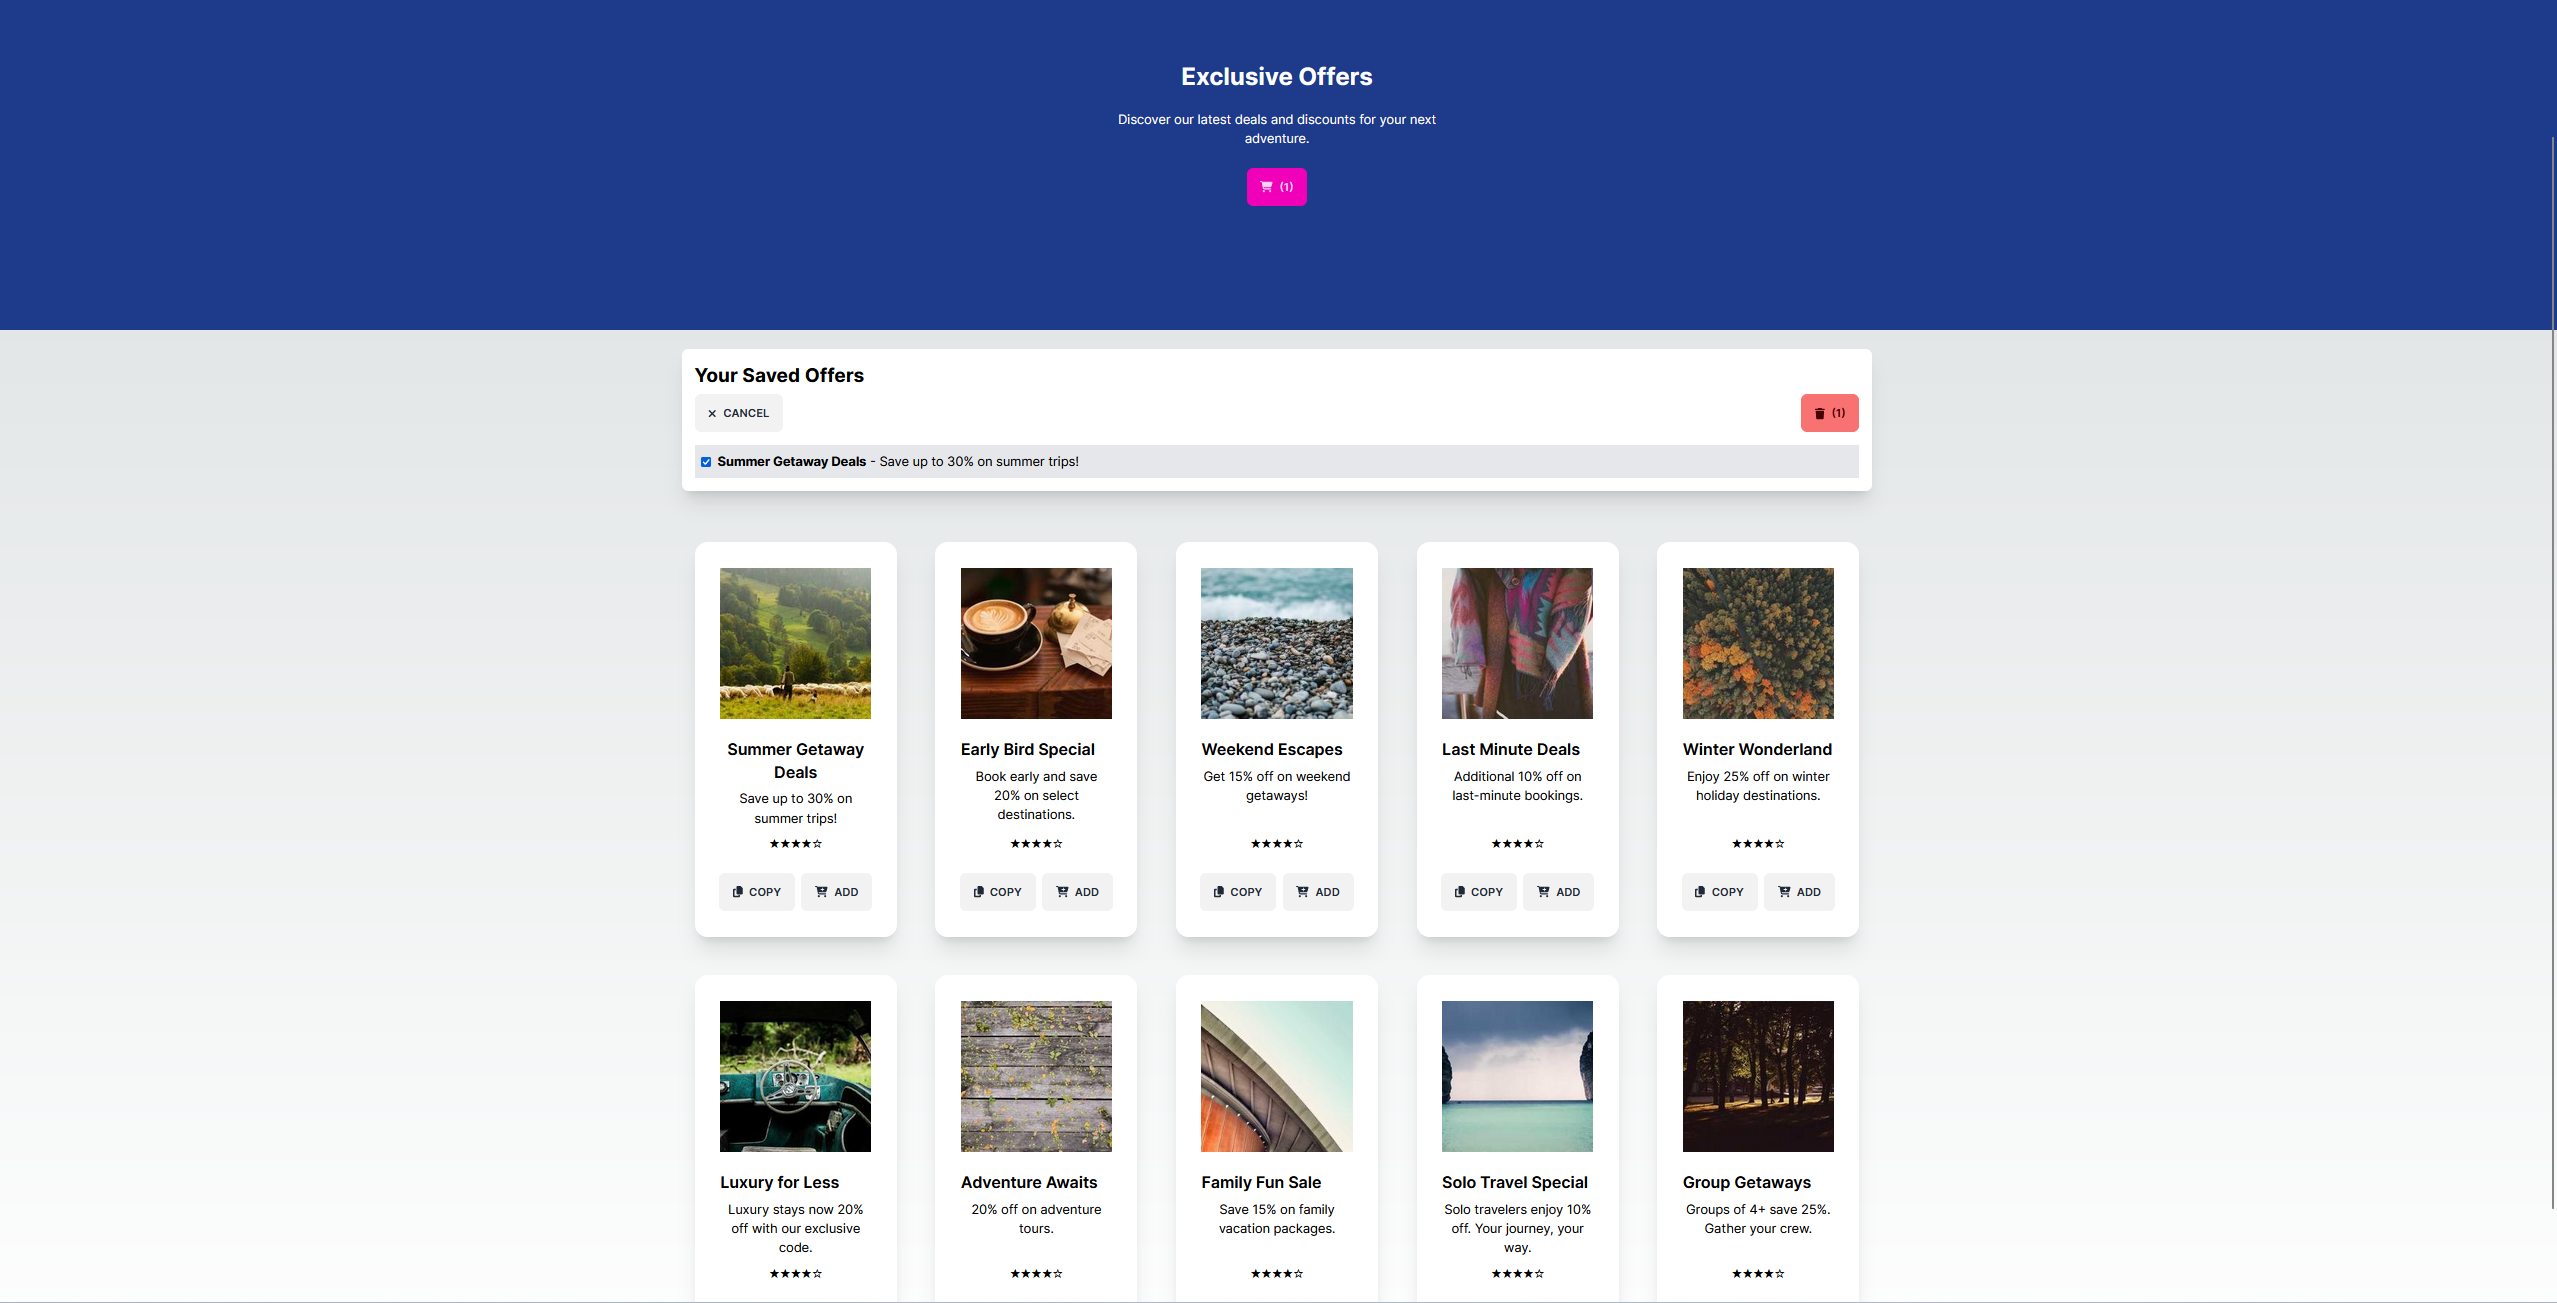 Exclusive Offers
Discover our latest deals and discounts for your next
adventure.
(1)
Your Saved Offers
CANCEL
(1)
Summer Getaway Deals - Save up to 30% on summer trips!
Summer Getaway
Deals
Save up to 30% on
summer trips!
★★★★☆
COPY
ADD
Early Bird Special
Book early and save
20% on select
destinations.
★★★★☆
COPY
ADD
Weekend Escapes
Get 15% off on weekend
getaways!
★★★★☆
COPY
ADD
Last Minute Deals
Additional 10% off on
last-minute bookings.
★★★★☆
COPY
ADD
Winter Wonderland
Enjoy 25% off on winter
holiday destinations.
★★★★☆
COPY
ADD
Luxury for Less
Luxury stays now 20%
off with our exclusive
code.
★★★★☆
Adventure Awaits
20% off on adventure
tours.
★★★★☆
Family Fun Sale
Save 15% on family
vacation packages.
★★★★☆
Solo Travel Special
Solo travelers enjoy 10%
off. Your journey, your
way.
★★★★☆
Group Getaways
Groups of 4+ save 25%.
Gather your crew.
★★★★☆